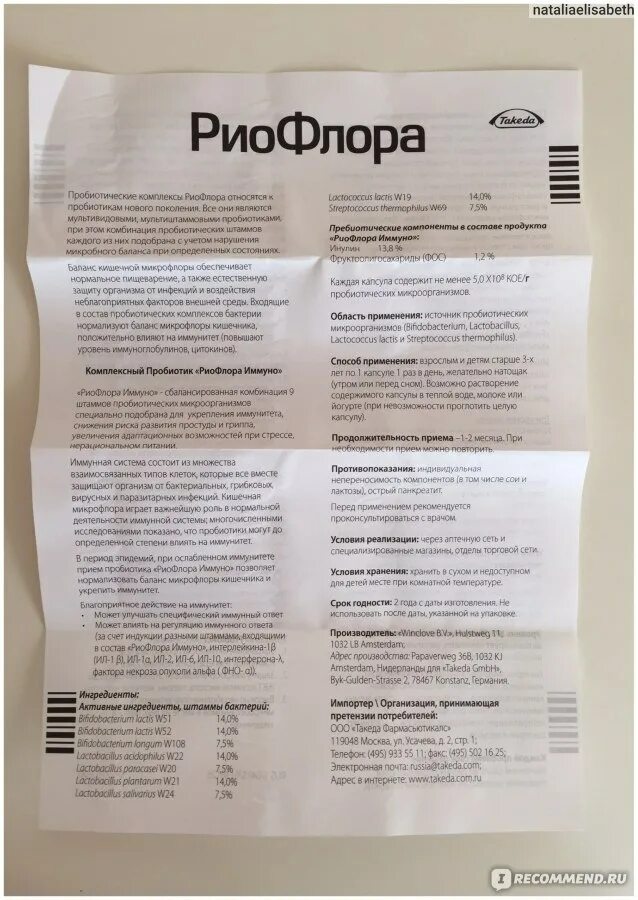 nataliaelisabeth
РиоФлора
Takeda
Пробиотические комплексы РиоФлора относятся к
пробиотикам нового поколения. Все они являются
мультивидовыми, мультиштаммовыми пробиотиками,
при этом комбинация пробиотических штаммов
каждого из них подобрана с учетом нарушения
микробного баланса при определенных состояниях.
Баланс кишечной микрофлоры обеспечивает
нормальное пищеварение, а также естественную
защиту организма от инфекций и воздействия
неблагоприятных факторов внешней среды. Входящие
в состав пробиотических комплексов бактерии
нормализуют баланс микрофлоры кишечника,
положительно влияют на иммунитет (повышают
уровень иммуноглобулинов, цитокинов).
Комплексный Пробиотик «РиоФлора Иммуно»
«РиоФлора Иммуно» - сбалансированная комбинация 9
штаммов пробиотических микроорганизмов
специально подобрана для укрепления иммунитета,
снижения риска развития простуды и гриппа,
увеличения адаптационных возможностей при стрессе,
нерациональном питании.
Иммунная система состоит из множества
взаимосвязанных типов клеток, которые все вместе
защищают организм от бактериальных, грибковых,
вирусных и паразитарных инфекций. Кишечная
микрофлора играет важнейшую роль в нормальной
деятельности иммунной системы; многочисленными
исследованиями показано, что пробиотики могут до
определенной степени влиять на иммунитет.
В период эпидемий, при ослабленном иммунитете
прием пробиотика «РиоФлора Иммуно» позволяет
нормализовать баланс микрофлоры кишечника и
укрепить иммунитет.
Благоприятное действие на иммунитет:
• Может улучшать специфический иммунный ответ
• Может влиять на регуляцию иммунного ответа
(за счет индукции разными штаммами, входящими
в состав «РиоФлора Иммуно», интерлейкина-1β
(ИЛ-1 β), ИЛ-1α, ИЛ-2, ИЛ-6, ИЛ-10, интерферона-λ,
фактора некроза опухоли альфа ( ФНО- α)).
Ингредиенты:
Активные ингредиенты, штаммы бактерий:
Bifidobacterium lactis W51 14,0%
Bifidobacterium lactis W52 14,0%
Bifidobacterium longum W108 7,5%
Lactobacillus acidophilus W22 14,0%
Lactobacillus paracasei W20 7,5%
Lactobacillus plantarum W21 14,0%
Lactobacillus salivarius W24 7,5%
Lactococcus lactis W19 14,0%
Streptococcus thermophilus W69 7,5%
Пребиотические компоненты в составе продукта
«РиоФлора Иммуно»:
Инулин 13,8 %
Фруктоолигосахариды (ФОС) 1,2 %
Каждая капсула содержит не менее 5,0 X10⁸ КОЕ/г
пробиотических микроорганизмов.
Область применения: источник пробиотических
микроорганизмов (Bifidobacterium, Lactobacillus,
Lactococcus lactis и Streptococcus thermophilus).
Способ применения: взрослым и детям старше 3-х
лет по 1 капсуле 1 раз в день, желательно натощак
(утром или перед сном). Возможно растворение
содержимого капсулы в теплой воде, молоке или
йогурте (при невозможности проглотить целую
капсулу).
Продолжительность приема –1-2 месяца. При
необходимости прием можно повторить.
Противопоказания: индивидуальная
непереносимость компонентов (в том числе сои и
лактозы), острый панкреатит.
Перед применением рекомендуется
проконсультироваться с врачом.
Условия реализации: через аптечную сеть и
специализированные магазины, отделы торговой сети.
Условия хранения: хранить в сухом и недоступном
для детей месте при комнатной температуре.
Срок годности: 2 года с даты изготовления. Не
использовать после даты, указанной на упаковке.
Производитель: «Winclove B.V.», Hulstweg 11,
1032 LB Amsterdam;
Адрес производства: Papaverweg 36B, 1032 KJ
Amsterdam, Нидерланды для «Takeda GmbH»,
Byk-Gulden-Strasse 2, 78467 Konstanz, Германия.
Импортер \ Организация, принимающая
претензии потребителей:
ООО «Такеда Фармасьютикалс»
119048 Москва, ул. Усачева, д. 2, стр. 1;
Телефон: (495) 933 55 11; факс: (495) 502 16 25;
Электронная почта: russia@takeda.com;
Адрес в интернете: www.takeda.com.ru
I RECOMMEND.RU